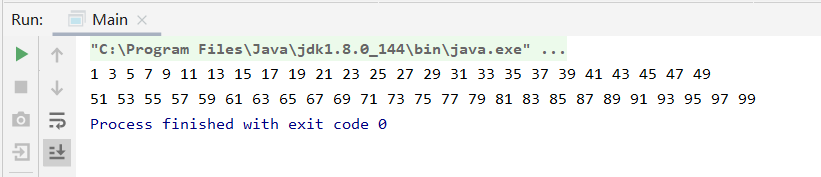 Run: Main ×
"C:\Program Files\Java\jdk1.8.0_144\bin\java.exe" ...
1 3 5 7 9 11 13 15 17 19 21 23 25 27 29 31 33 35 37 39 41 43 45 47 49
51 53 55 57 59 61 63 65 67 69 71 73 75 77 79 81 83 85 87 89 91 93 95 97 99
Process finished with exit code 0